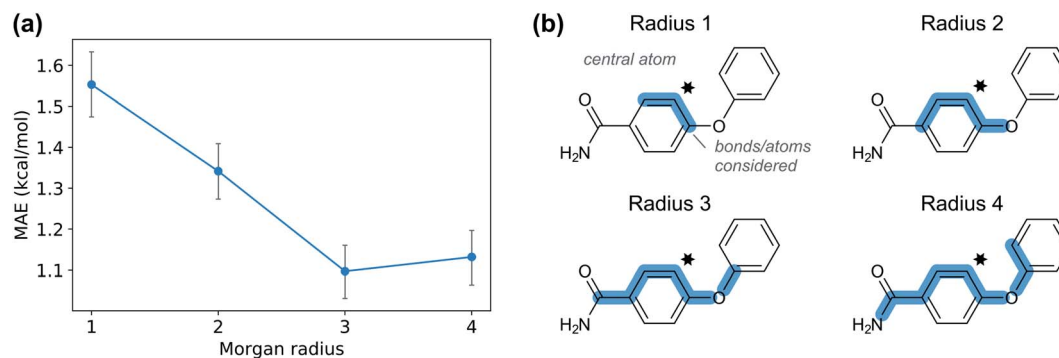 (a)
MAE (kcal/mol)
1.6
1.5
1.4
1.3
1.2
1.1
1 2 3 4
Morgan radius
(b)
Radius 1
central atom
O
H₂N
O
bonds/atoms
considered
Radius 2
O
H₂N
O
Radius 3
O
H₂N
O
Radius 4
O
H₂N
O